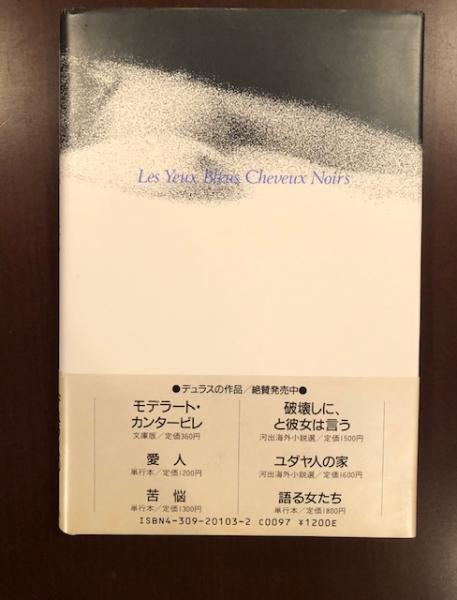 Les Yeux Bleus Cheveux Noirs
●デュラスの作品/絶賛発売中●
モデラート・
カンタービレ
文庫版/定価360円
愛人
単行本/定価1200円
苦悩
単行本/定価1300円
破壊しに、
と彼女は言う
河出海外小説選/定価1500円
ユダヤ人の家
河出海外小説選/定価1600円
語る女たち
単行本/定価1800円
ISBN4-309-20103-2 C0097 ¥1200E